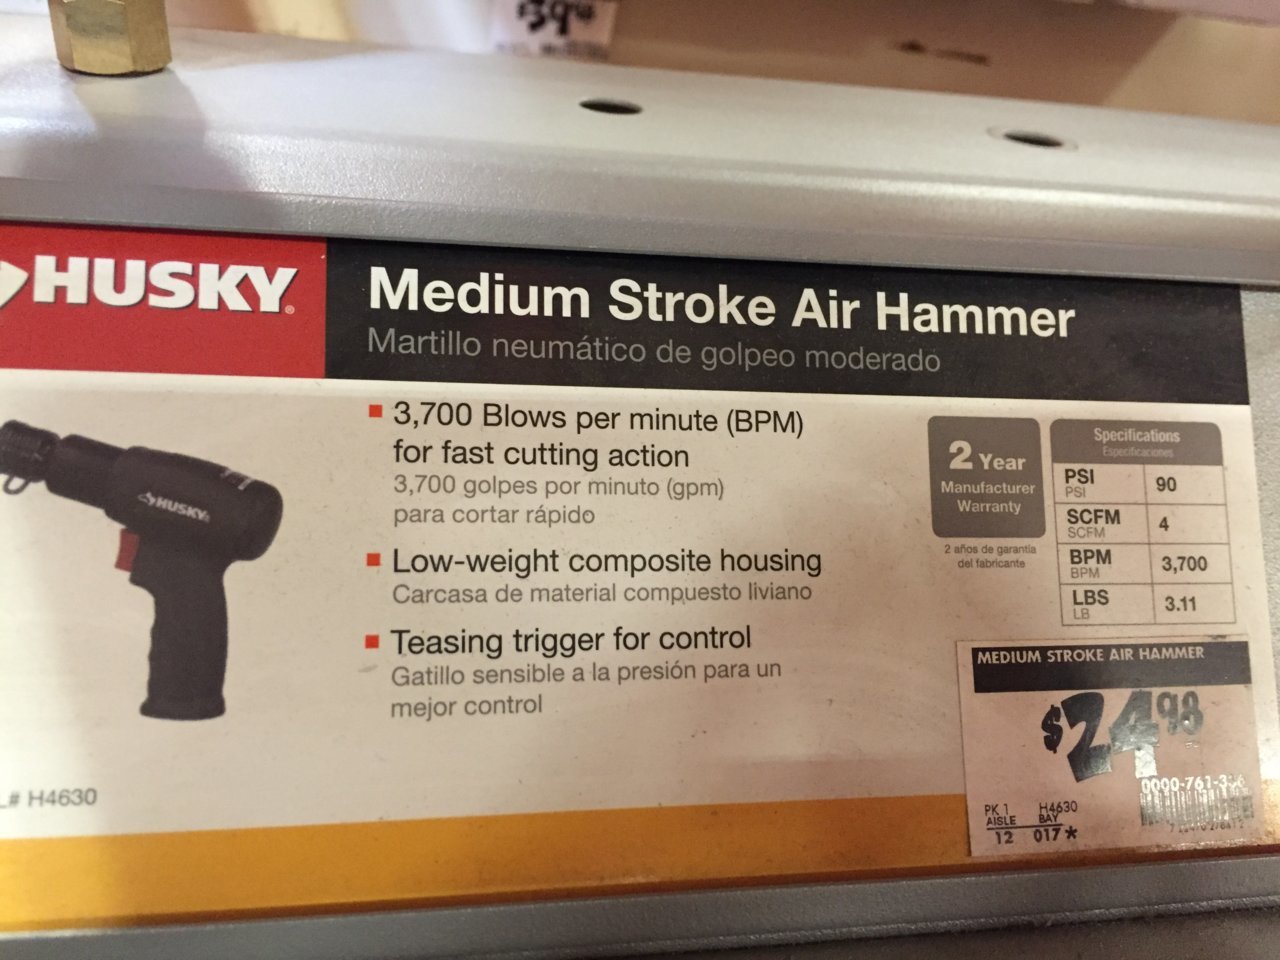 HUSKY®
Medium Stroke Air Hammer
Martillo neumático de golpeo moderado
HUSKY
3,700 Blows per minute (BPM)
for fast cutting action
3,700 golpes por minuto (gpm)
para cortar rápido
Low-weight composite housing
Carcasa de material compuesto liviano
Teasing trigger for control
Gatillo sensible a la presión para un
mejor control
2 Year
Manufacturer
Warranty
2 años de garantía
del fabricante
Specifications
Especificaciones
PSI 90
PSI
SCFM 4
SCFM
BPM 3,700
BPM
LBS 3.11
LB
L# H4630
MEDIUM STROKE AIR HAMMER
$24.98
PK 1 H4630
AISLE BAY
12 017*